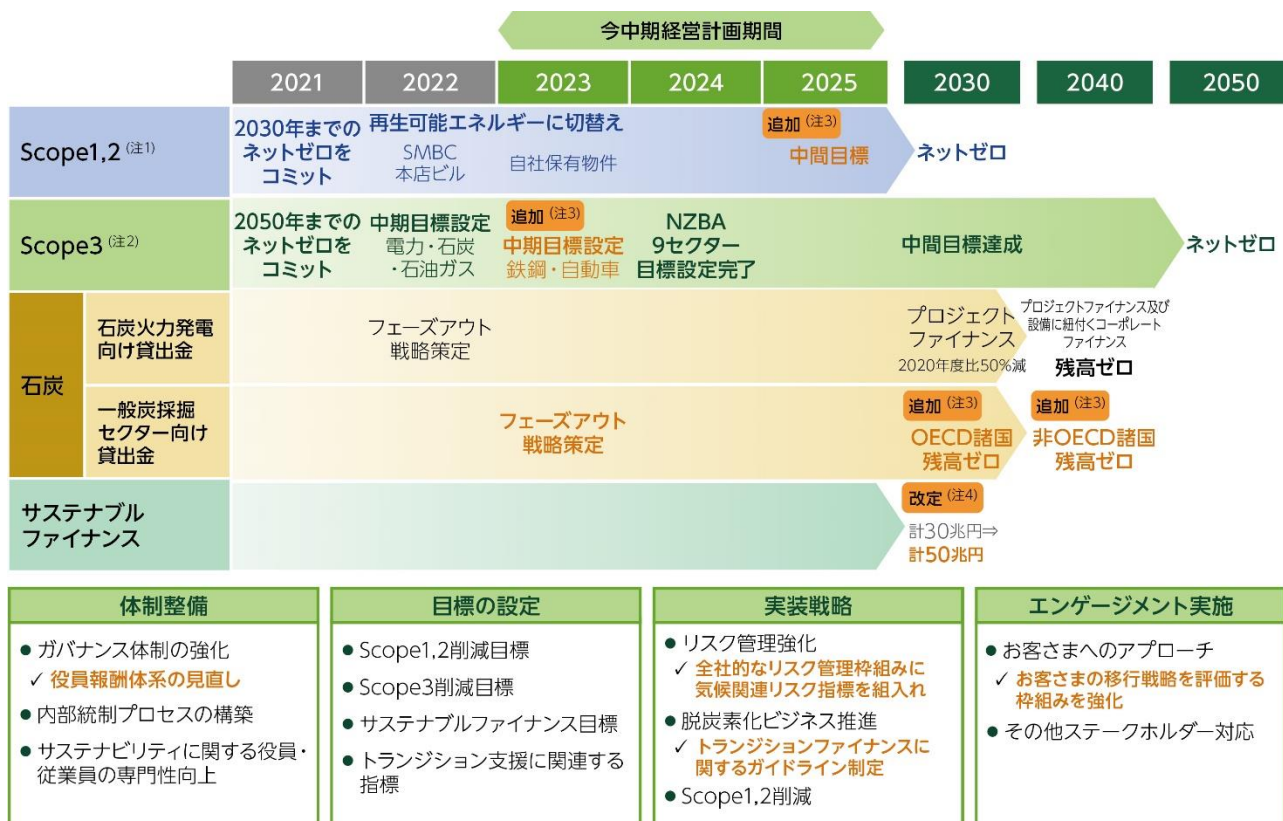 今中期経営計画期間
2021
2022
2023
2024
2025
2030
2040
2050
Scope1,2 (注1)
2030年までの
ネットゼロを
コミット
再生可能エネルギーに切替え
SMBC
本店ビル
自社保有物件
追加 (注3)
中間目標
ネットゼロ
Scope3 (注2)
2050年までの
ネットゼロを
コミット
中期目標設定
電力・石炭
・石油ガス
追加 (注3)
中期目標設定
鉄鋼・自動車
NZBA
9セクター
目標設定完了
中間目標達成
ネットゼロ
石炭
石炭火力発電
向け貸出金
フェーズアウト
戦略策定
プロジェクト
ファイナンス
2020年度比50%減
プロジェクトファイナンス及び
設備に紐付くコーポレート
ファイナンス
残高ゼロ
一般炭採掘
セクター向け
貸出金
フェーズアウト
戦略策定
追加 (注3)
OECD諸国
残高ゼロ
追加 (注3)
非OECD諸国
残高ゼロ
サステナブル
ファイナンス
改定 (注4)
計30兆円⇒
計50兆円
体制整備
● ガバナンス体制の強化
✓ 役員報酬体系の見直し
● 内部統制プロセスの構築
● サステナビリティに関する役員・
従業員の専門性向上
目標の設定
● Scope1,2削減目標
● Scope3削減目標
● サステナブルファイナンス目標
● トランジション支援に関連する
指標
実装戦略
● リスク管理強化
✓ 全社的なリスク管理枠組みに
気候関連リスク指標を組入れ
● 脱炭素化ビジネス推進
✓ トランジションファイナンスに
関するガイドライン制定
● Scope1,2削減
エンゲージメント実施
● お客さまへのアプローチ
✓ お客さまの移行戦略を評価する
枠組みを強化
● その他ステークホルダー対応